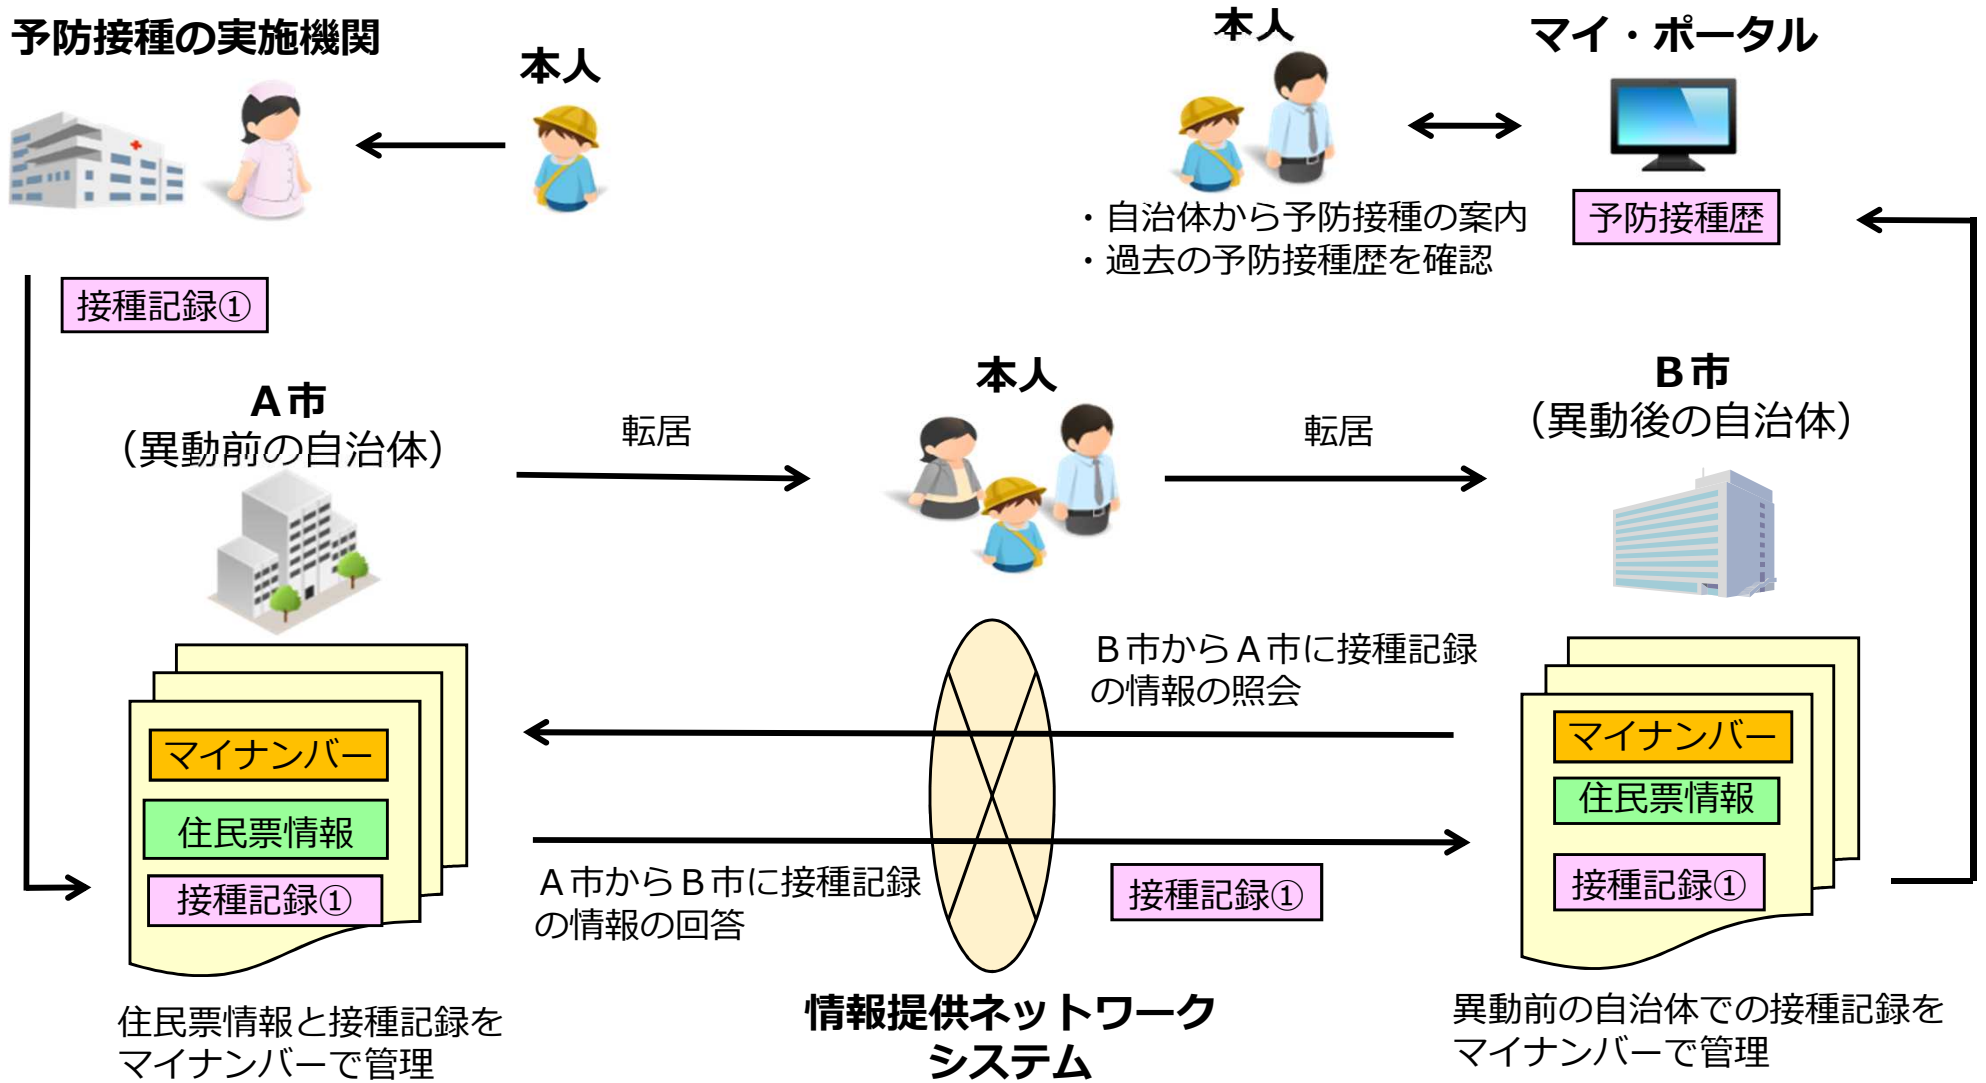 予防接種の実施機関
本人
本人
マイ・ポータル
・自治体から予防接種の案内
・過去の予防接種歴を確認
予防接種歴
接種記録①
A市
（異動前の自治体）
転居
本人
転居
B市
（異動後の自治体）
マイナンバー
住民票情報
接種記録①
B市からA市に接種記録
の情報の照会
A市からB市に接種記録
の情報の回答
接種記録①
マイナンバー
住民票情報
接種記録①
住民票情報と接種記録を
マイナンバーで管理
情報提供ネットワーク
システム
異動前の自治体での接種記録を
マイナンバーで管理